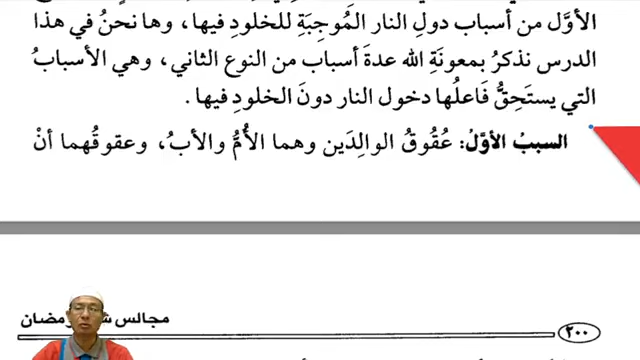 الأوَّل من أسباب دولِ النار المُوجِبَةِ للخلودِ فيها، وها نحنُ في هذا
الدرس نذكرُ بمعونَةِ الله عدةَ أسباب من النوع الثاني، وهي الأسبابُ
التي يستَحِقُّ فَاعلُها دخول النار دونَ الخلودِ فيها.
السببُ الأوَّلُ: عُقُوقُ الوالِدَين وهما الأُمُّ والأبُ، وعقوقُهما أنْ
مجالس رمضان
٢٠٠